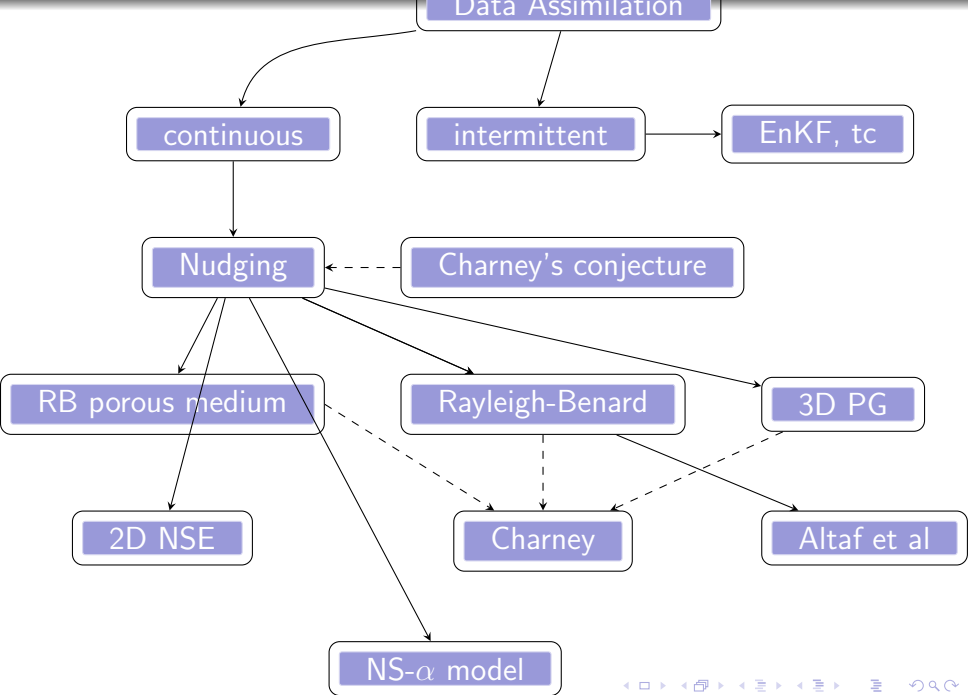 Data Assimilation
continuous
intermittent
EnKF, tc
Nudging
Charney's conjecture
RB porous medium
Rayleigh-Benard
3D PG
2D NSE
Charney
Altaf et al
NS-α model